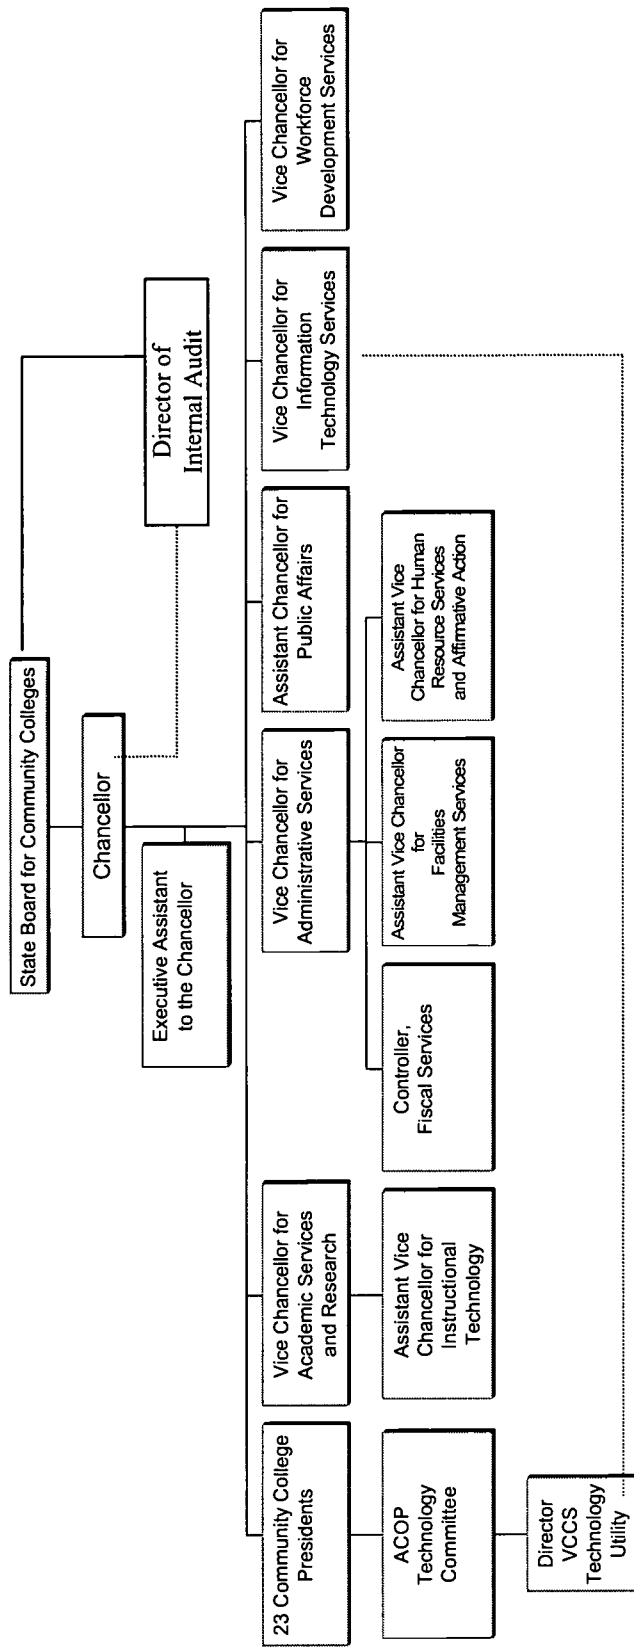 State Board for Community Colleges
Chancellor
Director of
Internal Audit
Executive Assistant
to the Chancellor
23 Community College
Presidents
Vice Chancellor for
Academic Services
and Research
Vice Chancellor for
Administrative Services
Assistant Chancellor for
Public Affairs
Vice Chancellor for
Information
Technology Services
Vice Chancellor for
Workforce
Development Services
ACOP
Technology
Committee
Assistant Vice
Chancellor for
Instructional
Technology
Controller,
Fiscal Services
Assistant Vice Chancellor
for
Facilities
Management Services
Assistant Vice
Chancellor for Human
Resource Services
and Affirmative Action
Director
VCCS
Technology
Utility